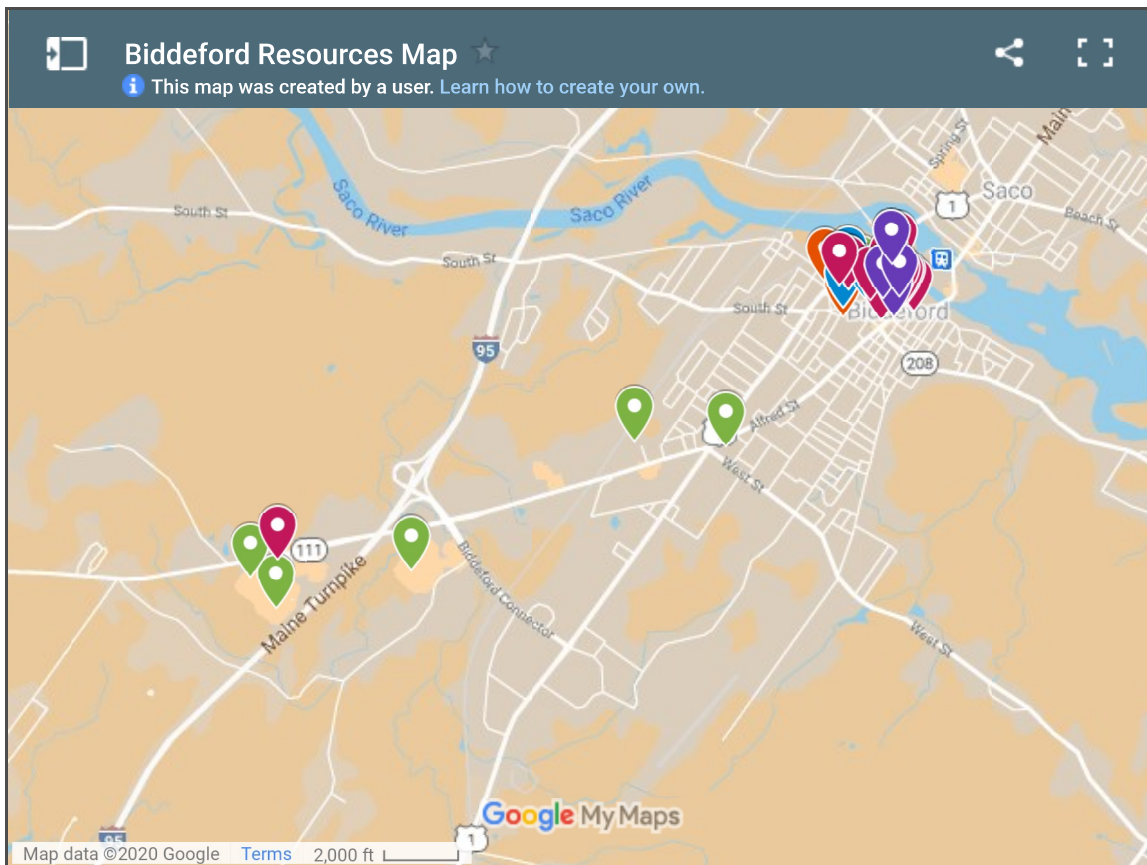 Biddeford Resources Map
i This map was created by a user. Learn how to create your own.
Main
Spring St
Saco
1
Beach St
Saco River
Saco River
South St
South St
South St
Biddeford
95
208
Alfred St
West St
111
Biddeford Connector
Maine Turnpike
West St
Google My Maps
95
1
Map data ©2020 Google Terms 2,000 ft